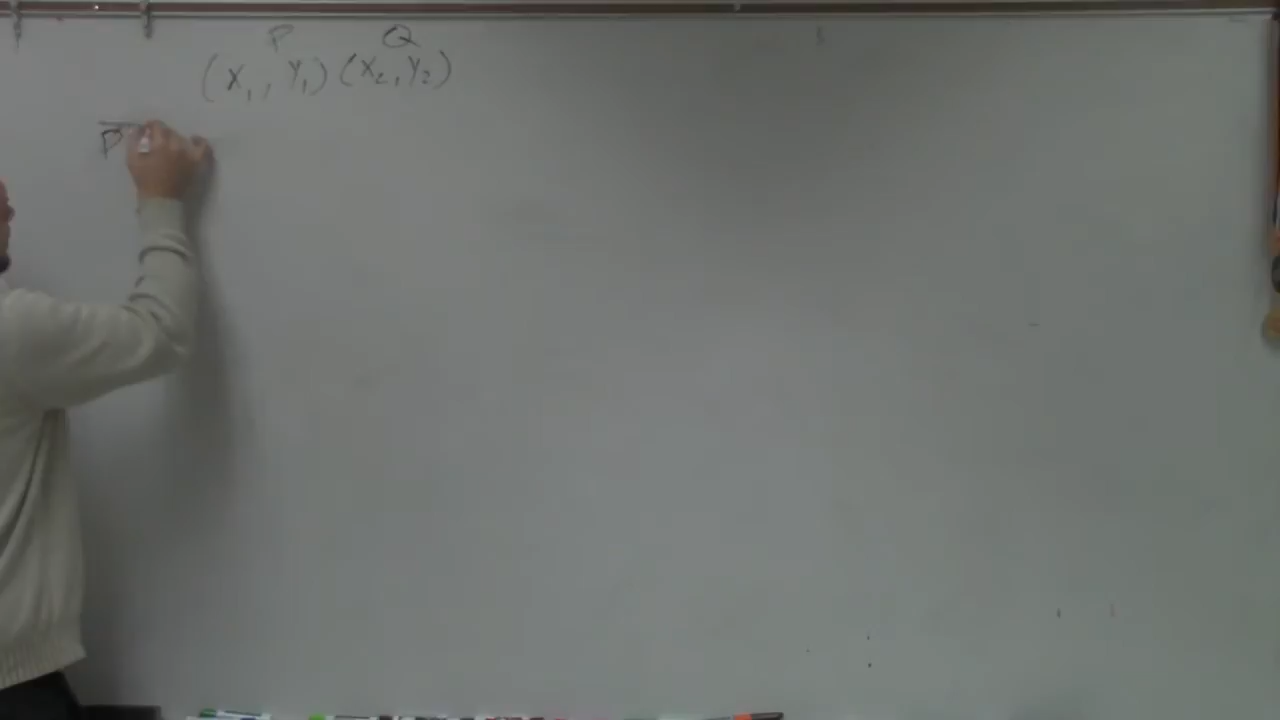 P Q
(x₁, y₁) (x₂, y₂)
P